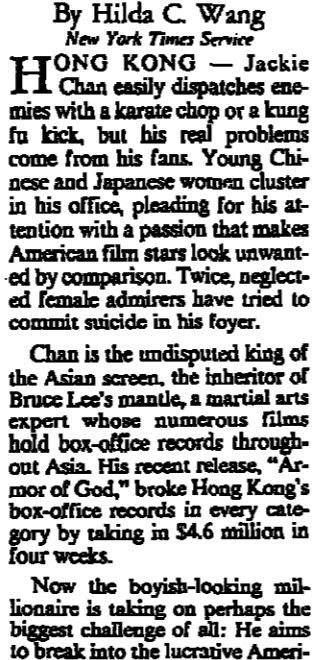 By Hilda C. Wang
New York Times Service
HONG KONG — Jackie
Chan easily dispatches ene-
mies with a karate chop or a kung
fu kick, but his real problems
come from his fans. Young Chi-
nese and Japanese women cluster
in his office, pleading for his at-
tention with a passion that makes
American film stars look unwant-
ed by comparison. Twice, neglect-
ed female admirers have tried to
commit suicide in his foyer.
Chan is the undisputed king of
the Asian screen, the inheritor of
Bruce Lee's mantle, a martial arts
expert whose numerous films
hold box-office records through-
out Asia. His recent release, “Ar-
mor of God,” broke Hong Kong's
box-office records in every cate-
gory by taking in $4.6 million in
four weeks.
Now the boyish-looking mil-
lionaire is taking on perhaps the
biggest challenge of all: He aims
to break into the lucrative Ameri-